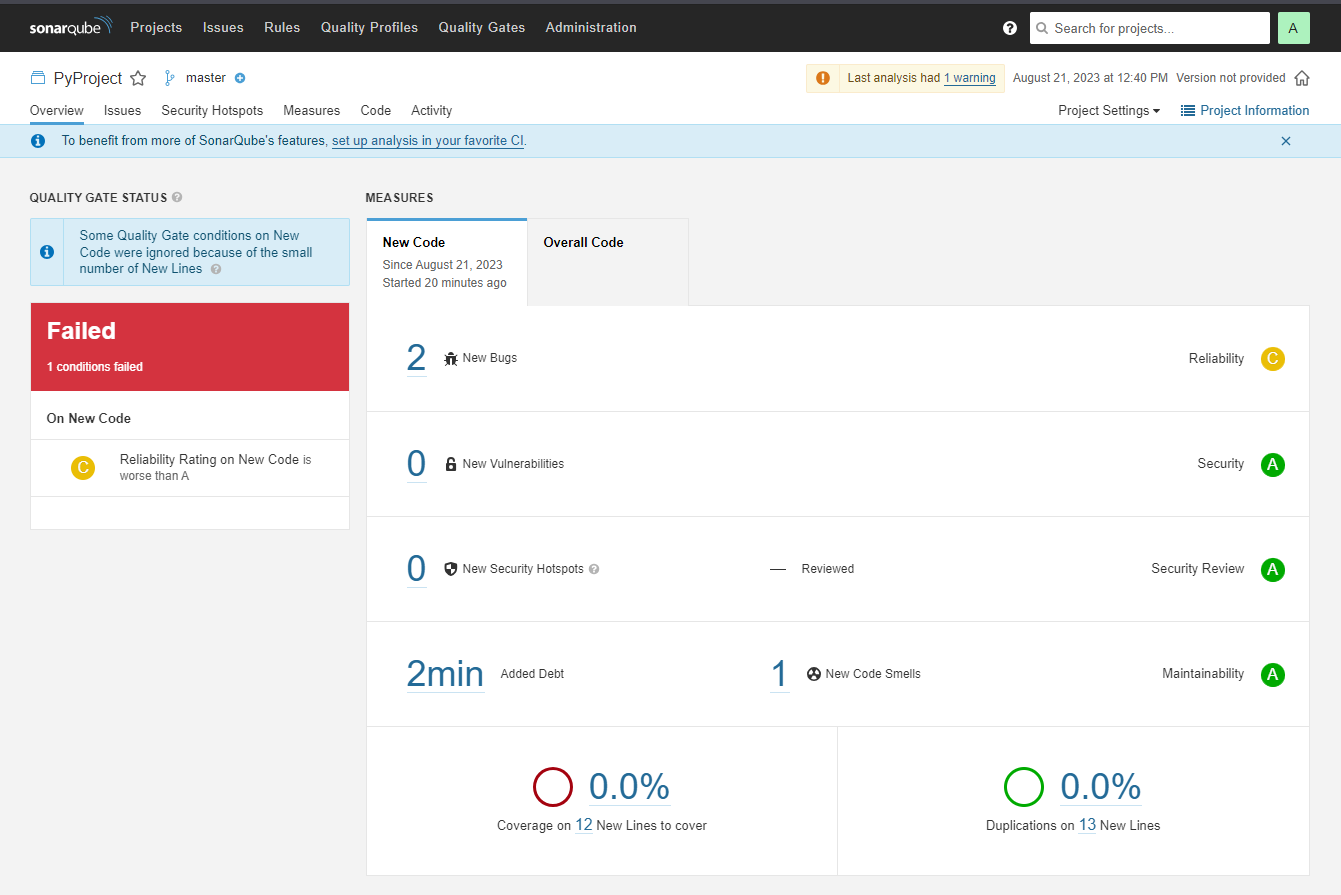 sonarqube Projects Issues Rules Quality Profiles Quality Gates Administration ? Search for projects... A
PyProject master Last analysis had 1 warning August 21, 2023 at 12:40 PM Version not provided
Overview Issues Security Hotspots Measures Code Activity Project Settings Project Information
To benefit from more of SonarQube's features, set up analysis in your favorite CI.
QUALITY GATE STATUS ?
Some Quality Gate conditions on New
Code were ignored because of the small
number of New Lines ?
Failed
1 conditions failed
On New Code
C Reliability Rating on New Code is
worse than A
MEASURES
New Code
Since August 21, 2023
Started 20 minutes ago
Overall Code
2 New Bugs Reliability C
0 New Vulnerabilities Security A
0 New Security Hotspots ? — Reviewed Security Review A
2min Added Debt 1 New Code Smells Maintainability A
0.0%
Coverage on 12 New Lines to cover
0.0%
Duplications on 13 New Lines